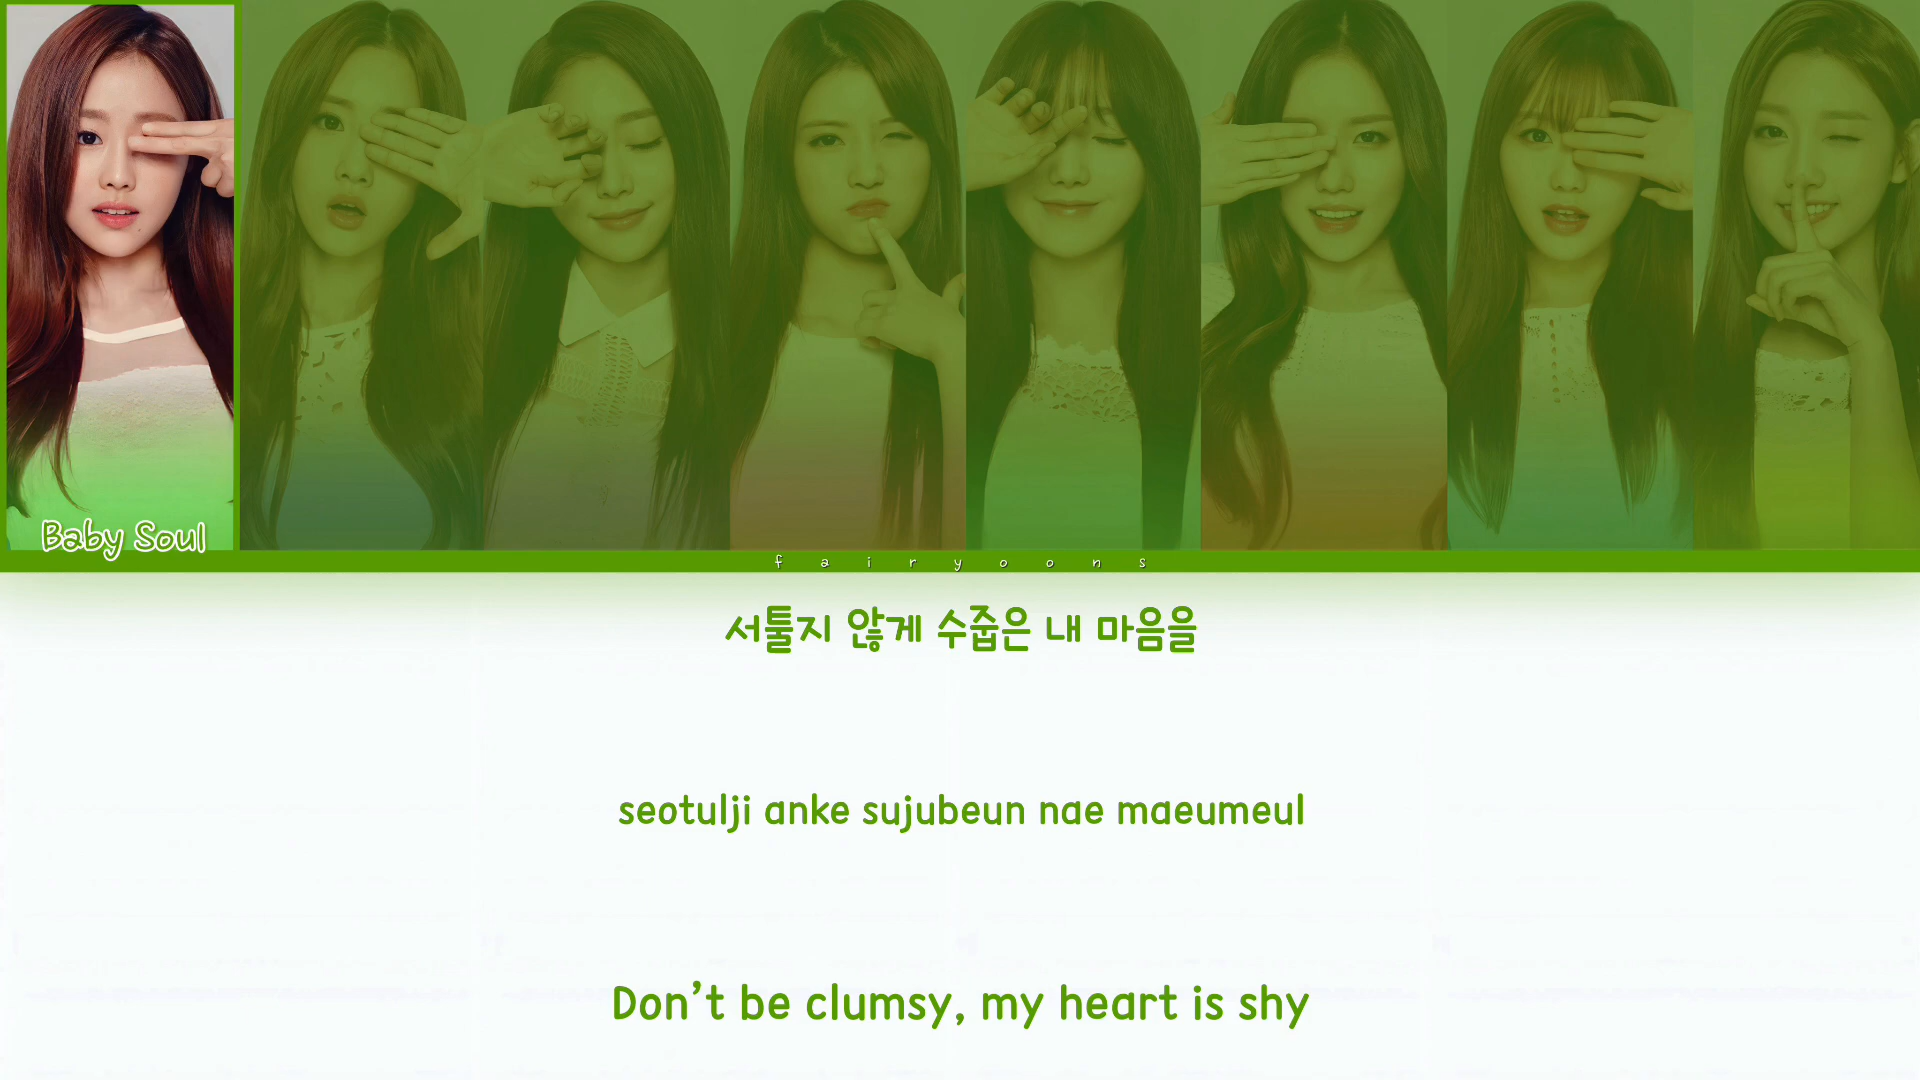 Baby Soul
fairyoons
서툴지 않게 수줍은 내 마음을
seotulji anke sujubeun nae maeumeul
Don't be clumsy, my heart is shy